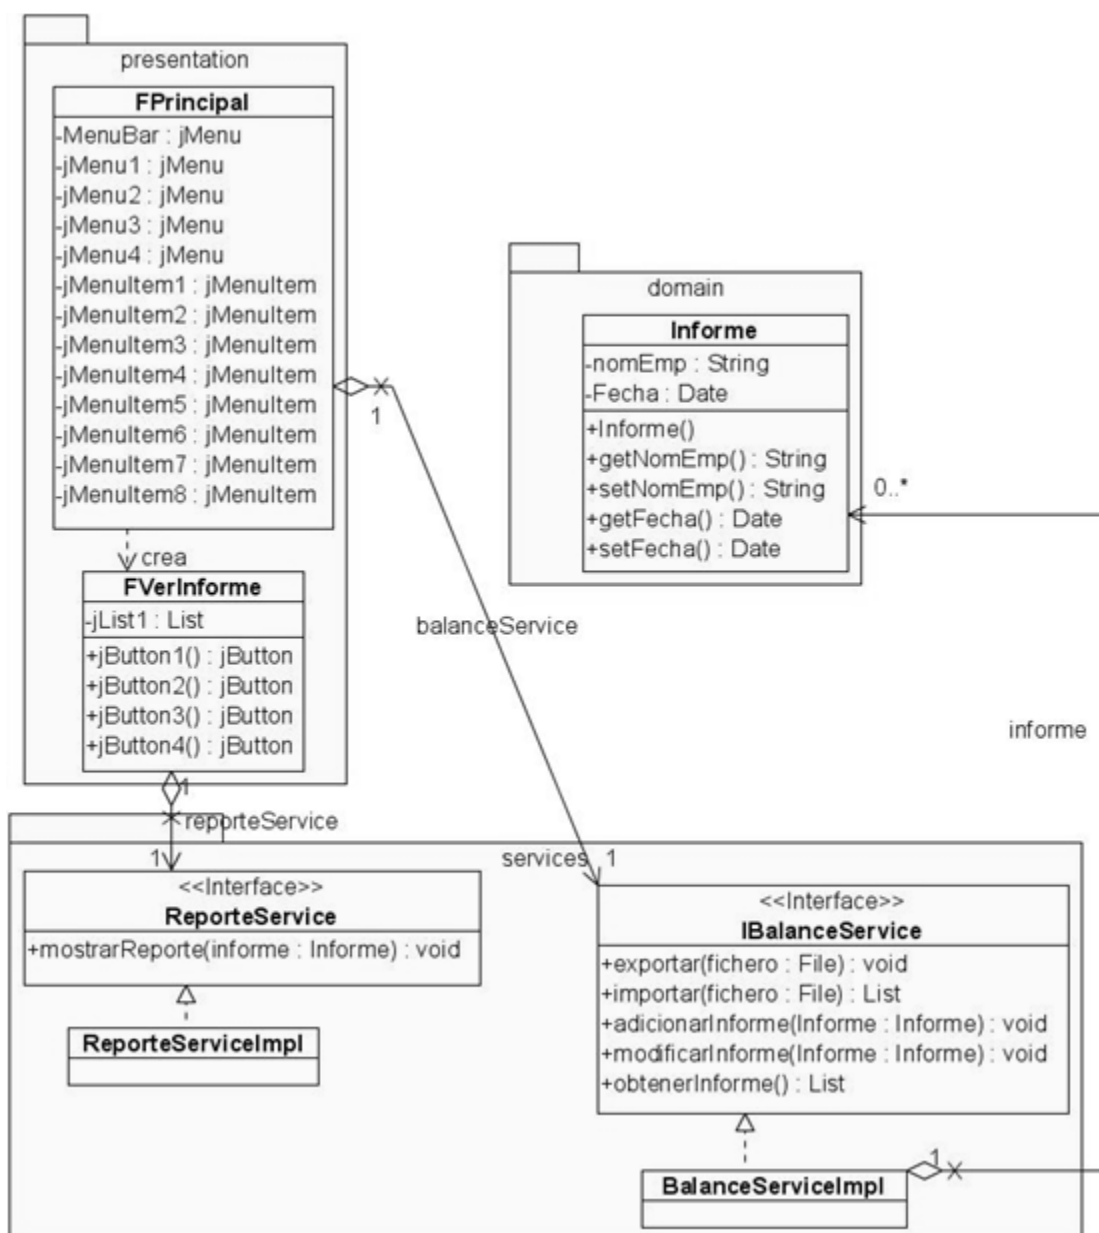 presentation
FPrincipal
-MenuBar : jMenu
-jMenu1 : jMenu
-jMenu2 : jMenu
-jMenu3 : jMenu
-jMenu4 : jMenu
-jMenuItem1 : jMenuItem
-jMenuItem2 : jMenuItem
-jMenuItem3 : jMenuItem
-jMenuItem4 : jMenuItem
-jMenuItem5 : jMenuItem
-jMenuItem6 : jMenuItem
-jMenuItem7 : jMenuItem
-jMenuItem8 : jMenuItem
1
crea
FVerInforme
-jList1 : List
+jButton1() : jButton
+jButton2() : jButton
+jButton3() : jButton
+jButton4() : jButton
1
domain
Informe
-nomEmp : String
-Fecha : Date
+Informe()
+getNomEmp() : String
+setNomEmp() : String
+getFecha() : Date
+setFecha() : Date
0..*
balanceService
informe
reporteService
1
services
1
<<Interface>>
ReporteService
+mostrarReporte(informe : Informe) : void
ReporteServiceImpl
<<Interface>>
IBalanceService
+exportar(fichero : File) : void
+importar(fichero : File) : List
+adicionarInforme(Informe : Informe) : void
+modificarInforme(Informe : Informe) : void
+obtenerInforme() : List
1
BalanceServiceImpl